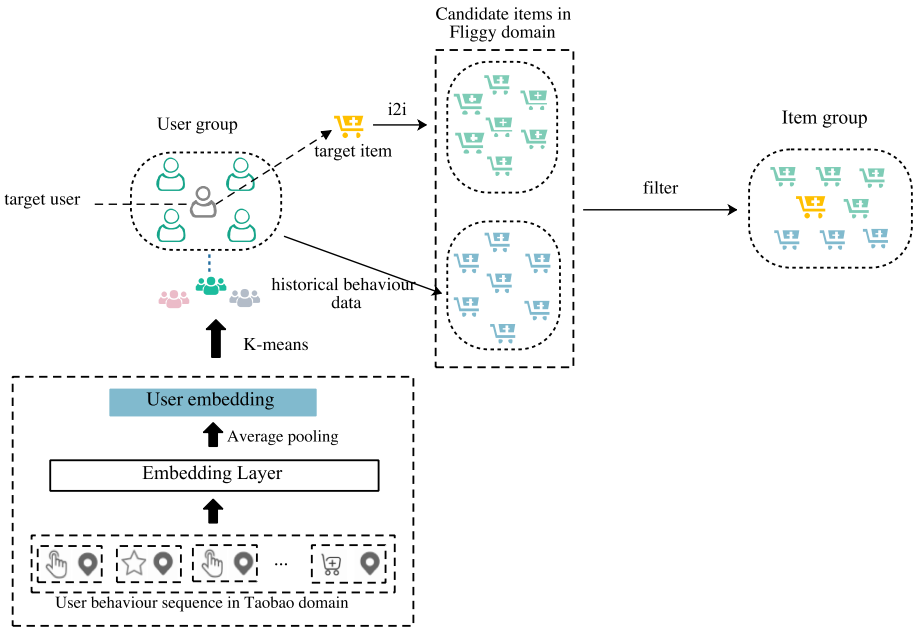 Candidate items in
Fliggy domain
User group
i2i
target item
Item group
target user
filter
historical behaviour
data
K-means
User embedding
Average pooling
Embedding Layer
...
User behaviour sequence in Taobao domain